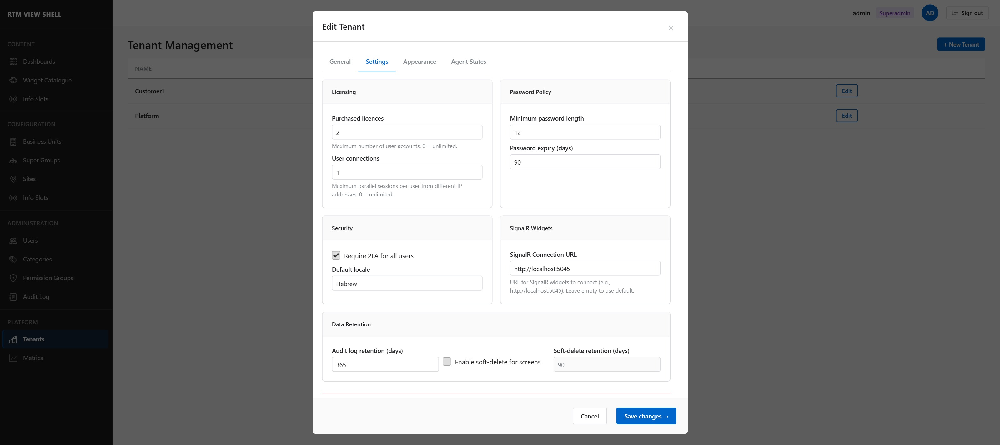 RTM VIEW SHELL
admin
Superadmin
AD
Sign out
CONTENT
Dashboards
Widget Catalogue
Info Slots
CONFIGURATION
Business Units
Super Groups
Sites
Info Slots
ADMINISTRATION
Users
Categories
Permission Groups
Audit Log
PLATFORM
Tenants
Metrics
Tenant Management
+ New Tenant
NAME
Customer1
Edit
Platform
Edit
Edit Tenant
×
General
Settings
Appearance
Agent States
Licensing
Purchased licences
2
Maximum number of user accounts. 0 = unlimited.
User connections
1
Maximum parallel sessions per user from different IP
addresses. 0 = unlimited.
Password Policy
Minimum password length
12
Password expiry (days)
90
Security
Require 2FA for all users
Default locale
Hebrew
SignalR Widgets
SignalR Connection URL
http://localhost:5045
URL for SignalR widgets to connect (e.g.,
http://localhost:5045). Leave empty to use default.
Data Retention
Audit log retention (days)
365
Enable soft-delete for screens
Soft-delete retention (days)
90
Cancel
Save changes →